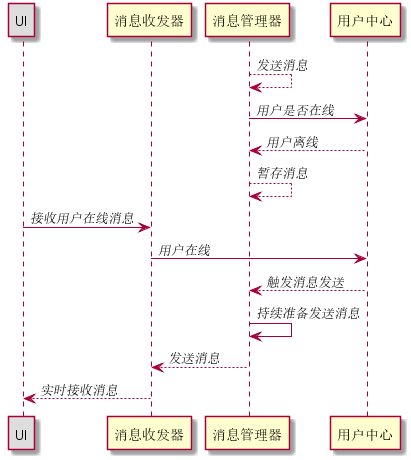 UI 消息收发器 消息管理器 用户中心
发送消息
用户是否在线
用户离线
暂存消息
接收用户在线消息
用户在线
触发消息发送
持续准备发送消息
发送消息
实时接收消息
UI 消息收发器 消息管理器 用户中心